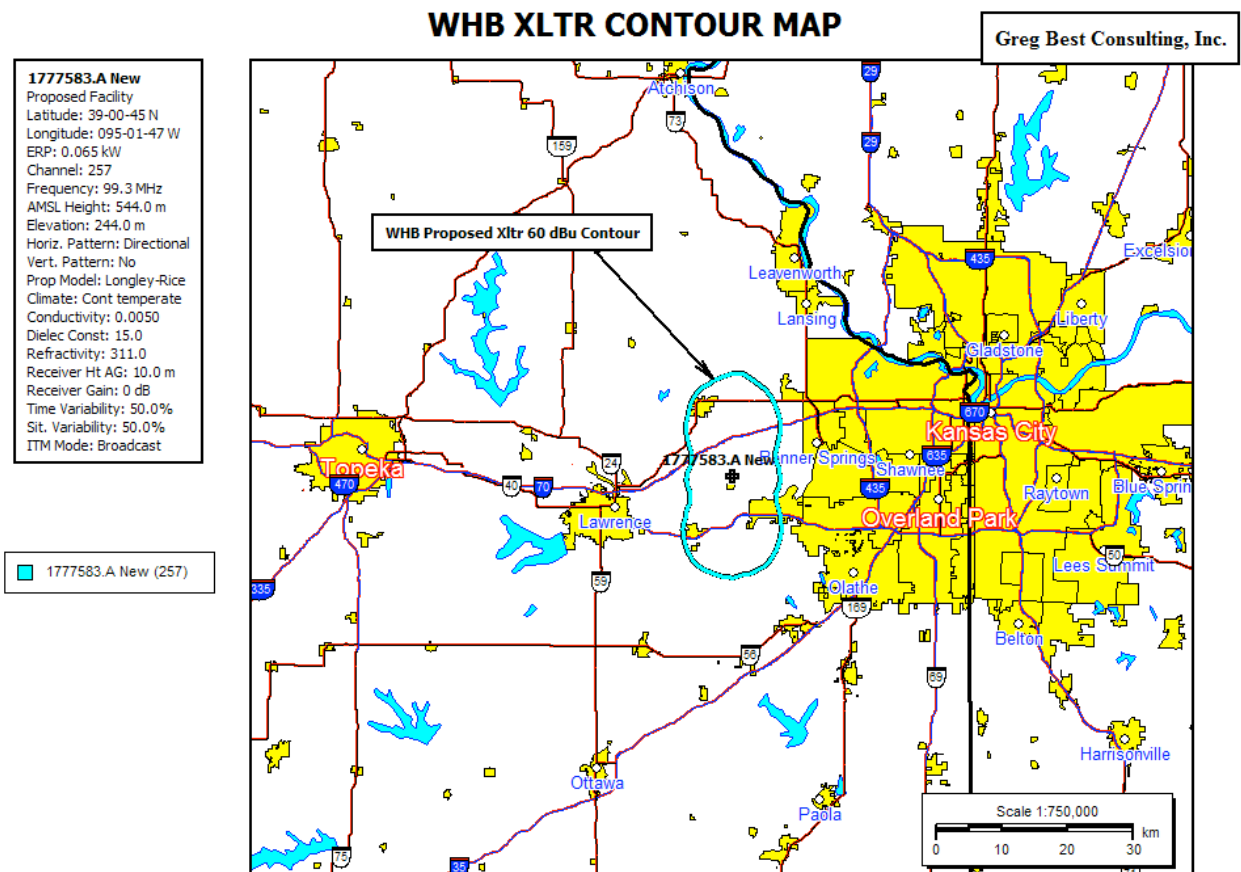 WHB XLTR CONTOUR MAP
Greg Best Consulting, Inc.
1777583.A New
Proposed Facility
Latitude: 39-00-45 N
Longitude: 095-01-47 W
ERP: 0.065 kW
Channel: 257
Frequency: 99.3 MHz
AMSL Height: 544.0 m
Elevation: 244.0 m
Horiz. Pattern: Directional
Vert. Pattern: No
Prop Model: Longley-Rice
Climate: Cont temperate
Conductivity: 0.0050
Dielec Const: 15.0
Refractivity: 311.0
Receiver Ht AG: 10.0 m
Receiver Gain: 0 dB
Time Variability: 50.0%
Sit. Variability: 50.0%
ITM Mode: Broadcast
1777583.A New (257)
29
Atchison
73
29
159
WHB Proposed Xltr 60 dBu Contour
Excelsior
435
Leavenworth
Lansing
Liberty
Gladstone
670
Kansas City
24
635
1777583.A New
Bonner Springs
Shawnee
Topeka
470
40
70
435
Raytown
Blue Sprin
Lawrence
Overland Park
50
Lees Summit
335
59
Olathe
169
Belton
56
69
Harrisonville
Ottawa
Paola
75
35
Scale 1:750,000
km
0 10 20 30